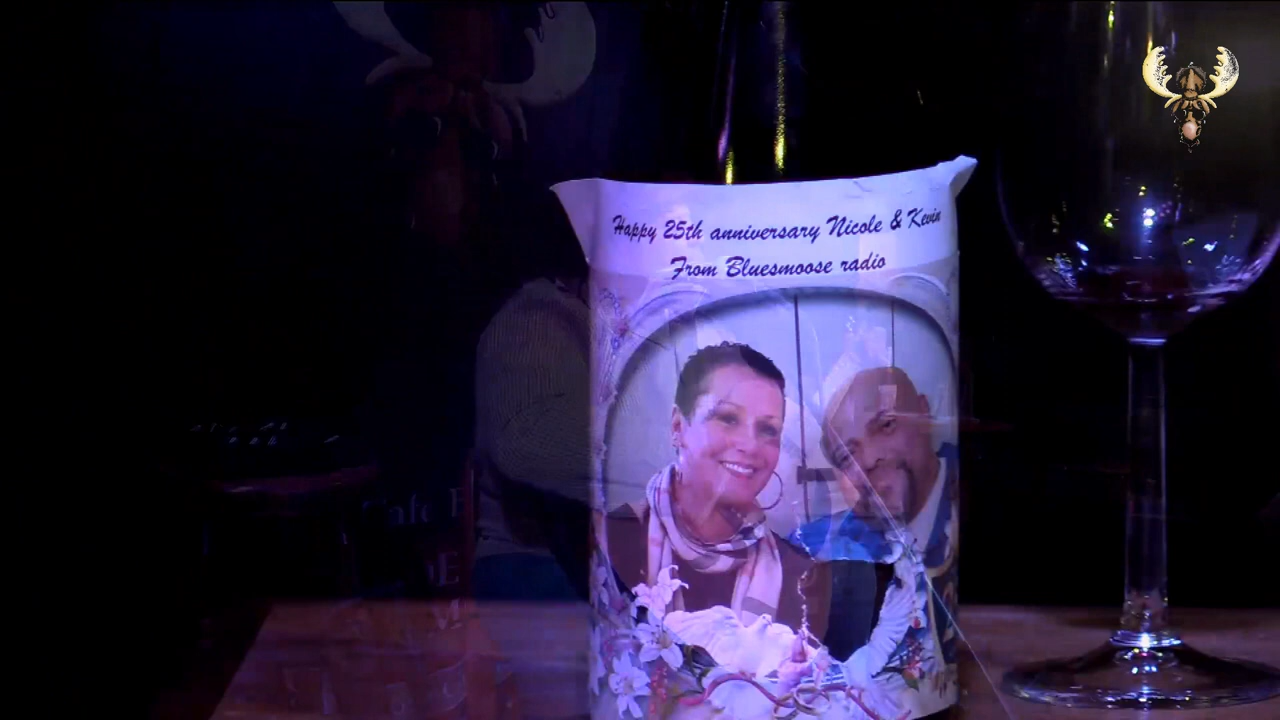 Happy 25th anniversary Nicole & Kevin
From Bluesmoose radio